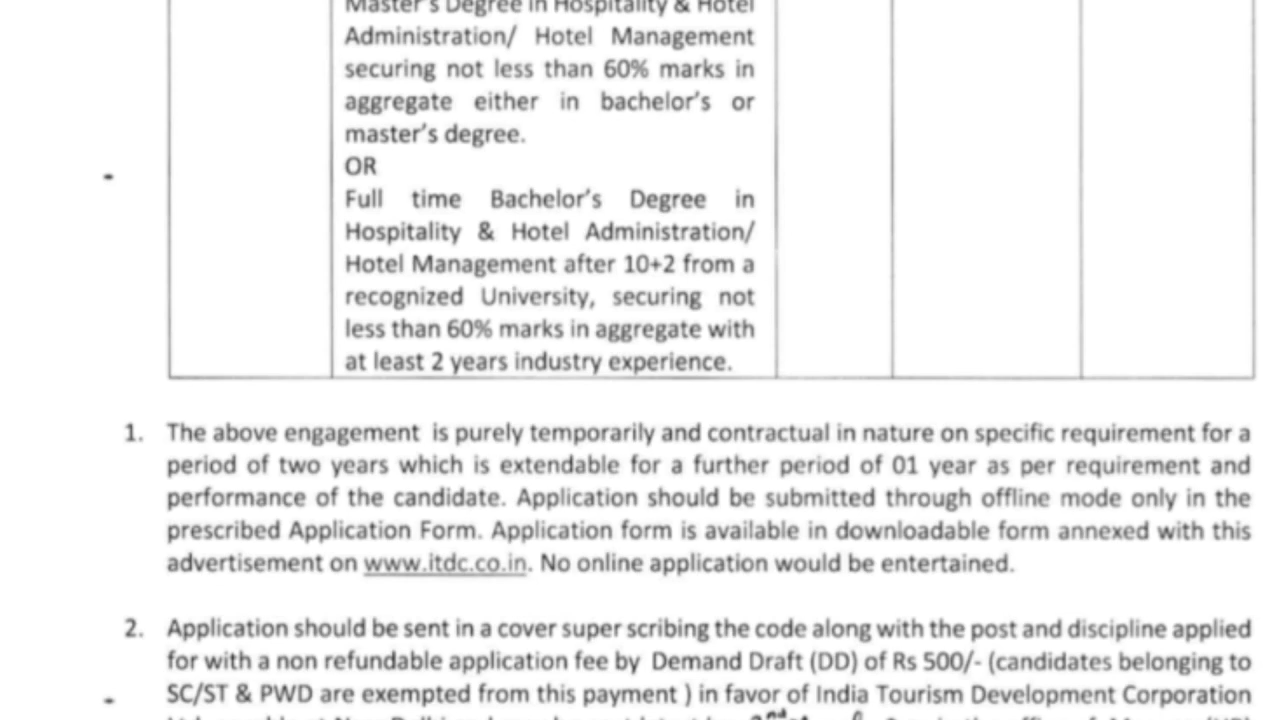 Master's Degree in Hospitality & Hotel
Administration/ Hotel Management
securing not less than 60% marks in
aggregate either in bachelor's or
master's degree.
OR
Full time Bachelor's Degree in
Hospitality & Hotel Administration/
Hotel Management after 10+2 from a
recognized University, securing not
less than 60% marks in aggregate with
at least 2 years industry experience.
1. The above engagement is purely temporarily and contractual in nature on specific requirement for a
period of two years which is extendable for a further period of 01 year as per requirement and
performance of the candidate. Application should be submitted through offline mode only in the
prescribed Application Form. Application form is available in downloadable form annexed with this
advertisement on www.itdc.co.in. No online application would be entertained.
2. Application should be sent in a cover super scribing the code along with the post and discipline applied
for with a non refundable application fee by Demand Draft (DD) of Rs 500/- (candidates belonging to
SC/ST & PWD are exempted from this payment ) in favor of India Tourism Development Corporation